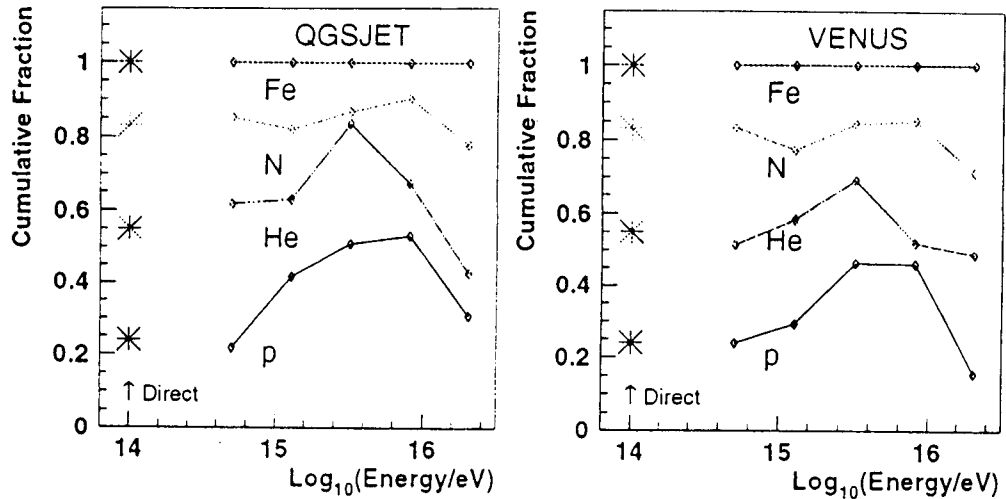 QGSJET
Cumulative Fraction
1
0.8
0.6
0.4
0.2
0
Fe
N
He
p
↑ Direct
14
15
16
Log₁₀(Energy/eV)
VENUS
Cumulative Fraction
1
0.8
0.6
0.4
0.2
0
Fe
N
He
p
↑ Direct
14
15
16
Log₁₀(Energy/eV)